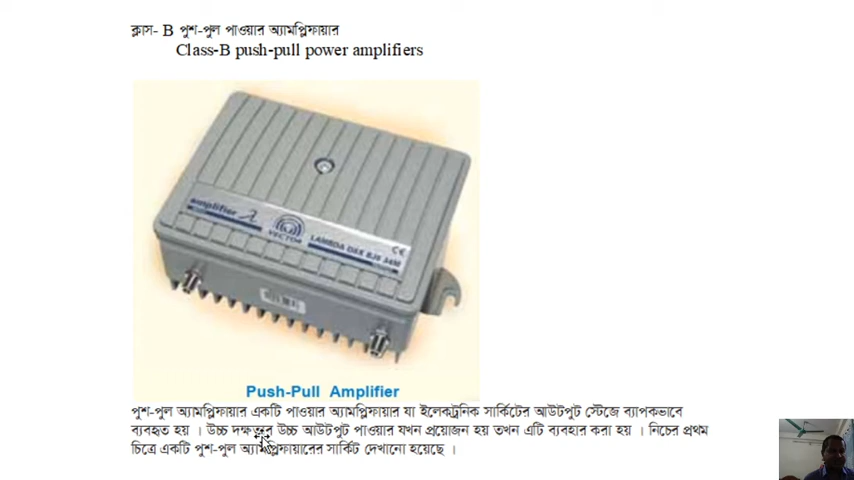 ক্লাস- B পুশ-পুল পাওয়ার অ্যামপ্লিফায়ার
Class-B push-pull power amplifiers
amplifier λ
VECTOR
LAMBDA DAX
CE
Push-Pull Amplifier
পুশ-পুল অ্যামপ্লিফায়ার একটি পাওয়ার অ্যামপ্লিফায়ার যা ইলেকট্রনিক সার্কিটের আউটপুট স্টেজে ব্যাপকভাবে
ব্যবহৃত হয় । উচ্চ দক্ষতার উচ্চ আউটপুট পাওয়ার যখন প্রয়োজন হয় তখন এটি ব্যবহার করা হয় । নিচের প্রথম
চিত্রে একটি পুশ-পুল অ্যামপ্লিফায়ারের সার্কিট দেখানো হয়েছে ।